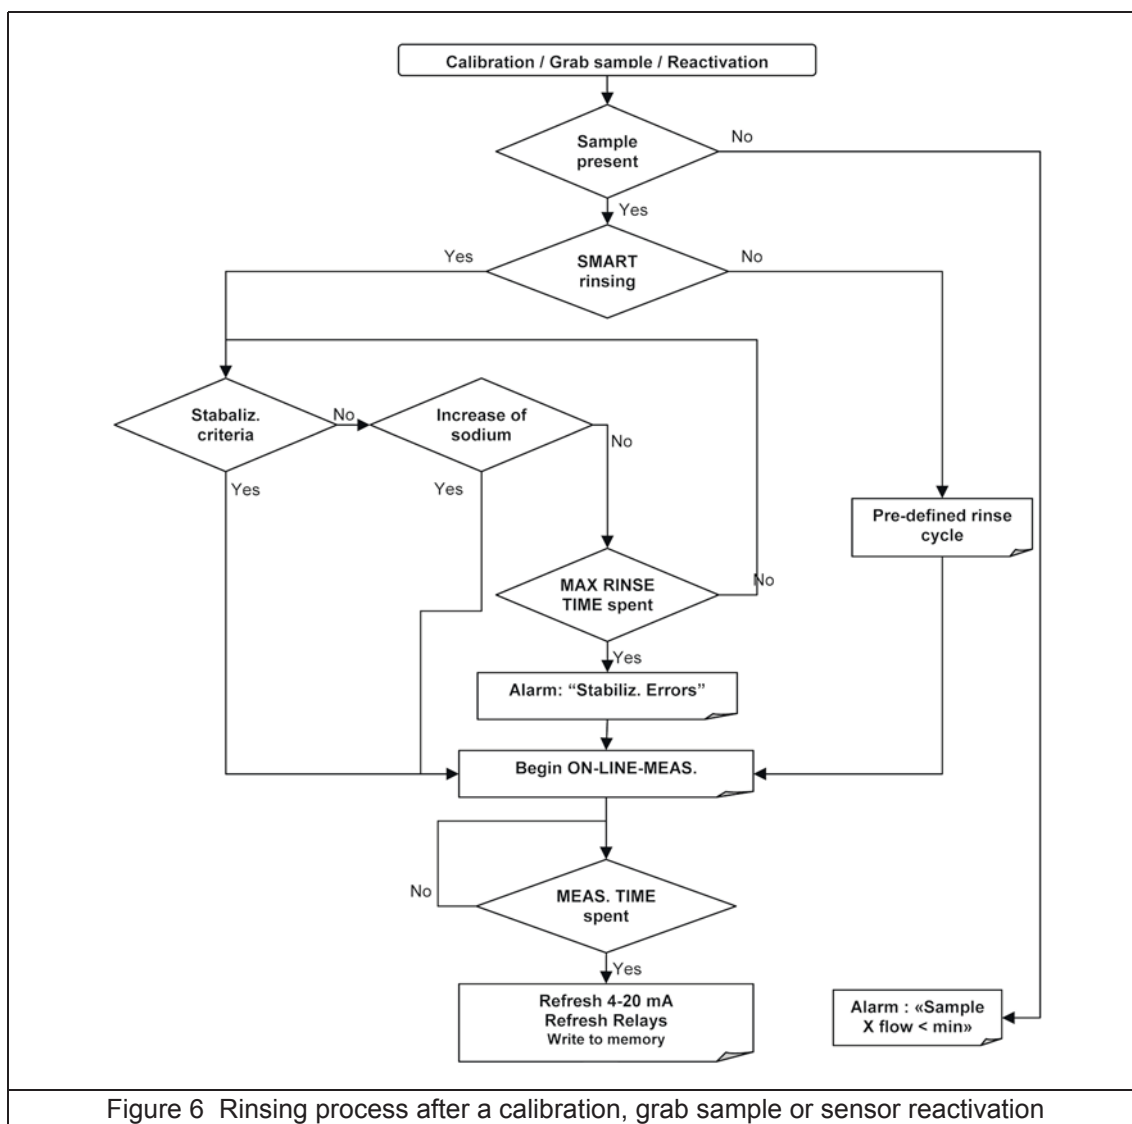 Calibration / Grab sample / Reactivation
Sample
present
No
Yes
SMART
rinsing
Yes
No
Stabaliz.
criteria
No
Increase of
sodium
No
Yes
Yes
Pre-defined rinse
cycle
MAX RINSE
TIME spent
No
Yes
Alarm: “Stabiliz. Errors”
Begin ON-LINE-MEAS.
No
MEAS. TIME
spent
Yes
Refresh 4-20 mA
Refresh Relays
Write to memory
Alarm : «Sample
X flow < min»
Figure 6 Rinsing process after a calibration, grab sample or sensor reactivation